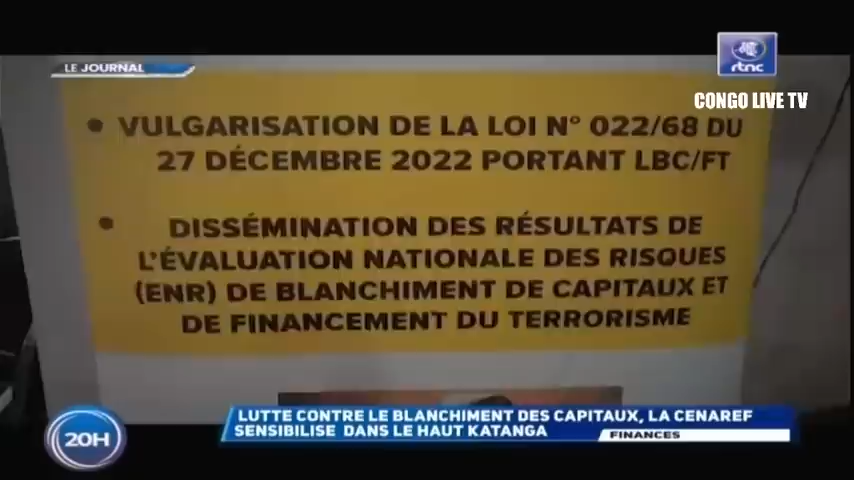 LE JOURNAL
rtnc
CONGO LIVE TV
• VULGARISATION DE LA LOI N° 022/68 DU
27 DÉCEMBRE 2022 PORTANT LBC/FT
• DISSÉMINATION DES RÉSULTATS DE
L'ÉVALUATION NATIONALE DES RISQUES
(ENR) DE BLANCHIMENT DE CAPITAUX ET
DE FINANCEMENT DU TERRORISME
20H
LUTTE CONTRE LE BLANCHIMENT DES CAPITAUX, LA CENAREF
SENSIBILISE DANS LE HAUT KATANGA
FINANCES